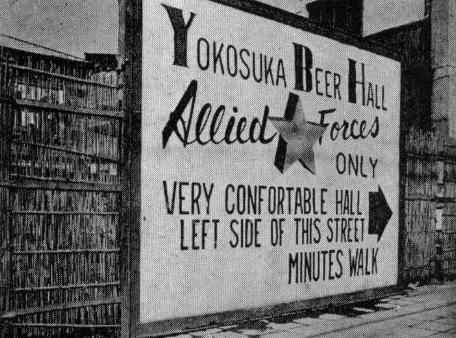 YOKOSUKA BEER HALL
Allied Forces
ONLY
VERY CONFORTABLE HALL
LEFT SIDE OF THIS STREET
MINUTES WALK